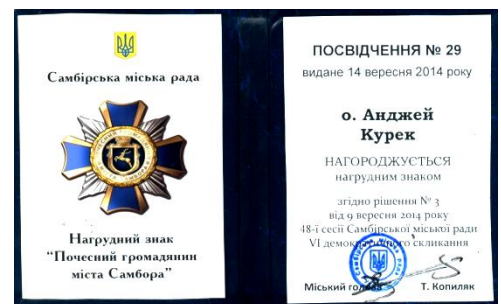 Самбірська міська рада
Нагрудний знак
“Почесний громадянин
міста Самбора”
ПОСВІДЧЕННЯ № 29
видане 14 вересня 2014 року
о. Анджей
Курек
НАГОРОДЖУЄТЬСЯ
нагрудним знаком
згідно рішення № 3
від 9 вересня 2014 року
48-ї сесії Самбірської міської ради
VI демократичного скликання
Міський голова
Т. Копиляк